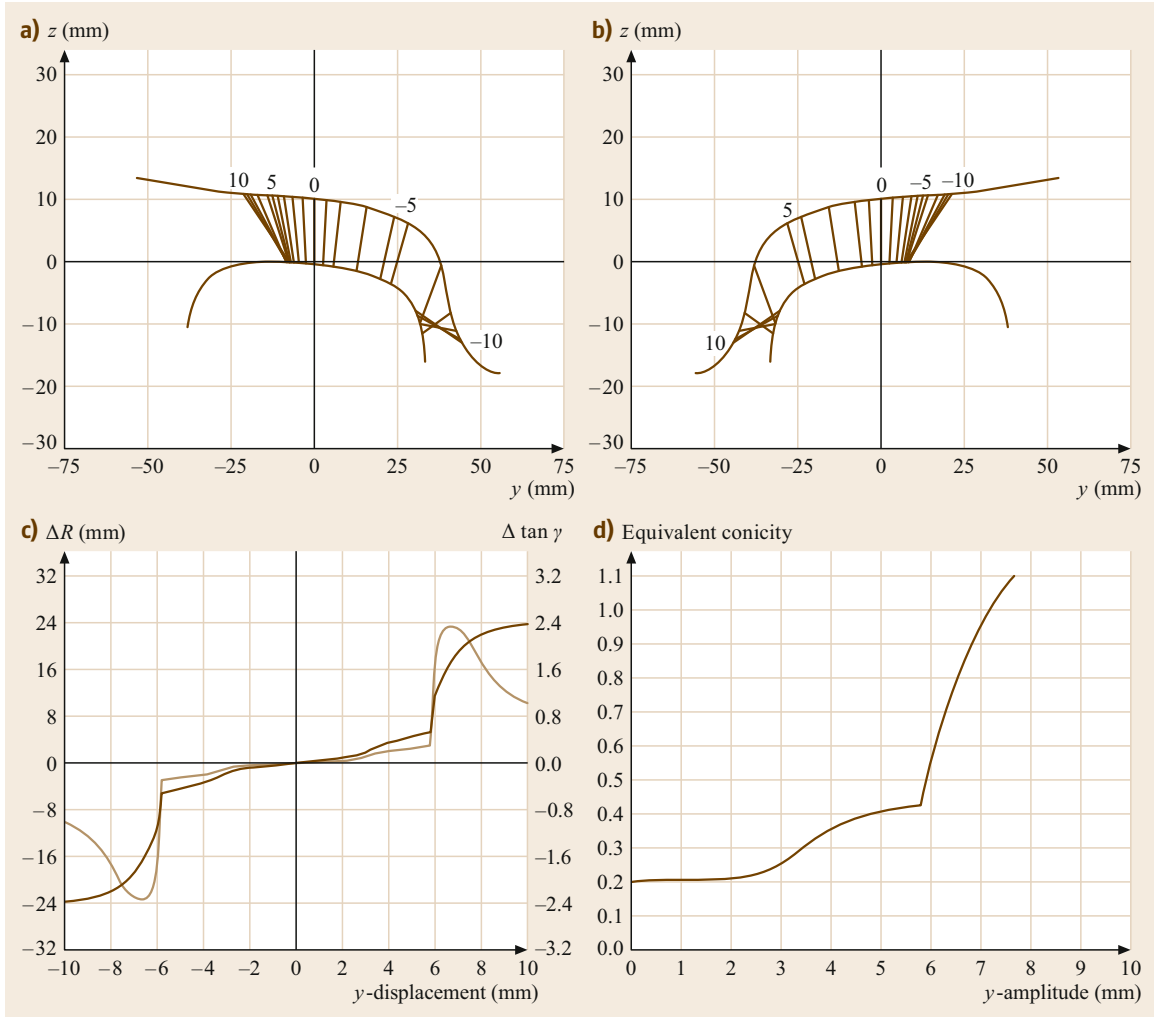 a) z (mm)
30
20
10
0
–10
–20
–30
10 5 0
–5
–10
–75 –50 –25 0 25 50 75
y (mm)
b) z (mm)
30
20
10
0
–10
–20
–30
0 –5 –10
5
10
–75 –50 –25 0 25 50 75
y (mm)
c) ΔR (mm) Δ tan γ
32 3.2
24 2.4
16 1.6
8 0.8
0 0.0
–8 –0.8
–16 –1.6
–24 –2.4
–32 –3.2
–10 –8 –6 –4 –2 0 2 4 6 8 10
y-displacement (mm)
d) Equivalent conicity
1.1
1.0
0.9
0.8
0.7
0.6
0.5
0.4
0.3
0.2
0.1
0.0
0 1 2 3 4 5 6 7 8 9 10
y-amplitude (mm)